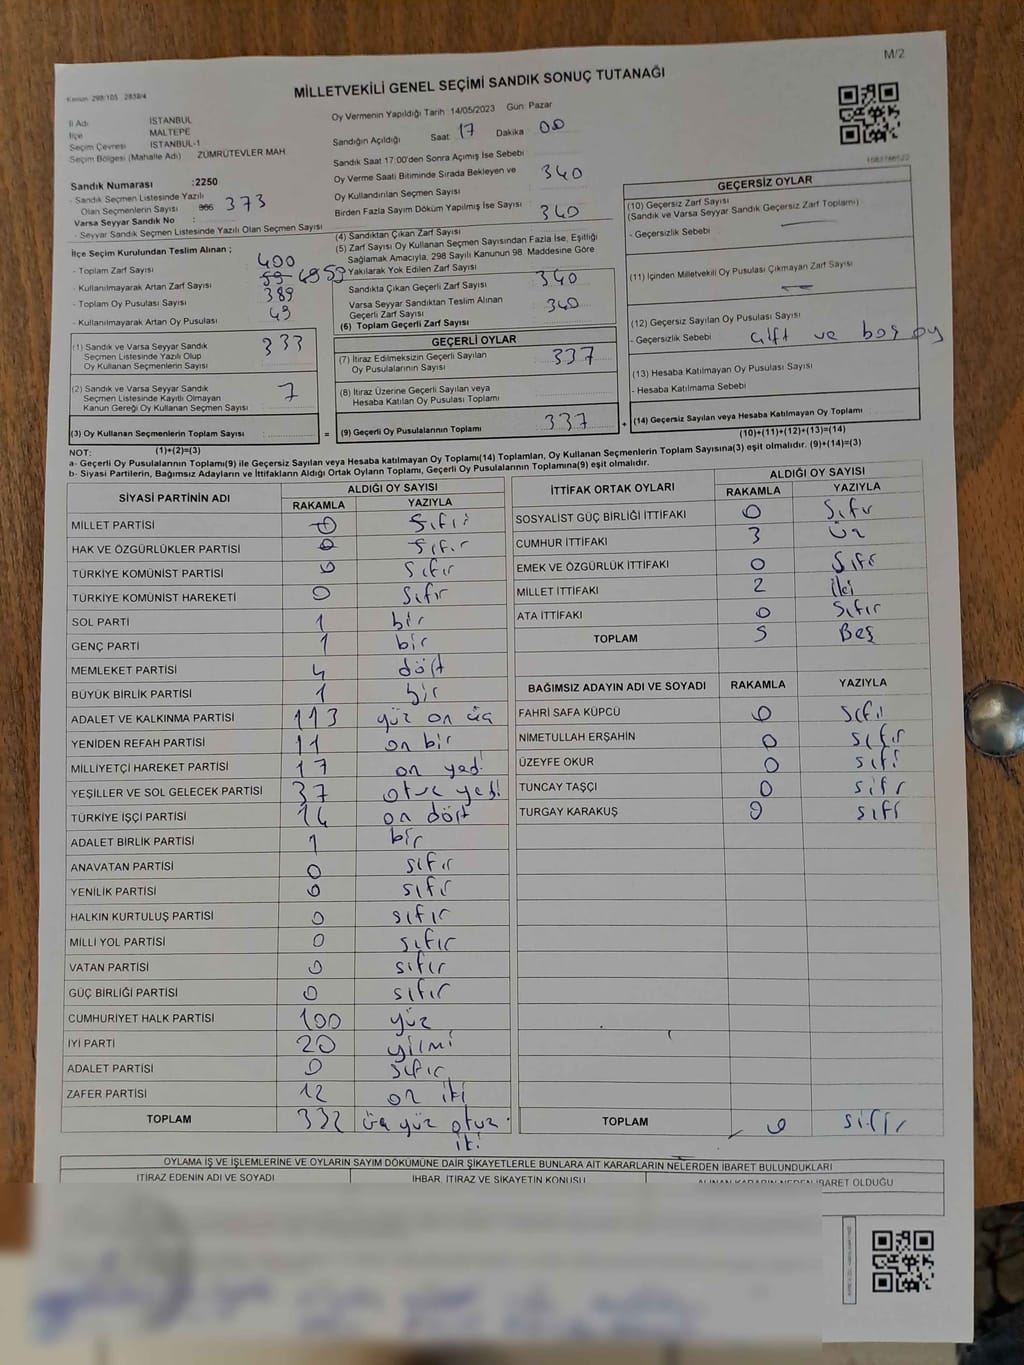 M/2
Kanun 298/105 2839/4
MİLLETVEKİLİ GENEL SEÇİMİ SANDIK SONUÇ TUTANAĞI
İl Adı İSTANBUL
İlçe MALTEPE
Seçim Çevresi İSTANBUL-1
Seçim Bölgesi (Mahalle Adı) ZÜMRÜTEVLER MAH
Sandık Numarası :2250
- Sandık Seçmen Listesinde Yazılı
Olan Seçmenlerin Sayısı 373
Varsa Seyyar Sandık No :
- Seyyar Sandık Seçmen Listesinde Yazılı Olan Seçmen Sayısı
Oy Vermenin Yapıldığı Tarih 14/05/2023 Gün: Pazar
Sandığın Açıldığı Saat 17 Dakika 00
Sandık Saat 17:00'den Sonra Açımış İse Sebebi
Oy Verme Saati Bitiminde Sırada Bekleyen ve
Oy Kullandırılan Seçmen Sayısı 340
Birden Fazla Sayım Döküm Yapılmış İse Sayısı 340
İlçe Seçim Kurulundan Teslim Alınan ;
- Toplam Zarf Sayısı 400
- Kullanılmayarak Artan Zarf Sayısı 59
- Toplam Oy Pusulası Sayısı 389
- Kullanılmayarak Artan Oy Pusulası 49
(1) Sandık ve Varsa Seyyar Sandık
Seçmen Listesinde Yazılı Olup
Oy Kullanan Seçmenlerin Sayısı 333
(2) Sandık ve Varsa Seyyar Sandık
Seçmen Listesinde Kayıtlı Olmayan
Kanun Gereği Oy Kullanan Seçmen Sayısı 7
(3) Oy Kullanan Seçmenlerin Toplam Sayısı =
(1)+(2)=(3)
(4) Sandıktan Çıkan Zarf Sayısı
(5) Zarf Sayısı Oy Kullanan Seçmen Sayısından Fazla İse, Eşitliği
Sağlamak Amacıyla, 298 Sayılı Kanunun 98. Maddesine Göre
Yakılarak Yok Edilen Zarf Sayısı
Sandıkta Çıkan Geçerli Zarf Sayısı 340
Varsa Seyyar Sandıktan Teslim Alınan
Geçerli Zarf Sayısı 340
(6) Toplam Geçerli Zarf Sayısı
GEÇERLİ OYLAR
(7) İtiraz Edilmeksizin Geçerli Sayılan
Oy Pusulalarının Sayısı 337
(8) İtiraz Üzerine Geçerli Sayılan veya
Hesaba Katılan Oy Pusulası Toplamı
(9) Geçerli Oy Pusulalarının Toplamı 337 +
GEÇERSİZ OYLAR
(10) Geçersiz Zarf Sayısı
(Sandık ve Varsa Seyyar Sandık Geçersiz Zarf Toplamı)
- Geçersizlik Sebebi
(11) İçinden Milletvekili Oy Pusulası Çıkmayan Zarf Sayısı
(12) Geçersiz Sayılan Oy Pusulası Sayısı
- Geçersizlik Sebebi çift ve boş oy
(13) Hesaba Katılmayan Oy Pusulası Sayısı
- Hesaba Katılmama Sebebi
(14) Geçersiz Sayılan veya Hesaba Katılmayan Oy Toplamı
(10)+(11)+(12)+(13)=(14)
NOT:
a- Geçerli Oy Pusulalarının Toplamı(9) ile Geçersiz Sayılan veya Hesaba katılmayan Oy Toplamı(14) Toplamları, Oy Kullanan Seçmenlerin Toplam Sayısına(3) eşit olmalıdır. (9)+(14)=(3)
b- Siyasi Partilerin, Bağımsız Adayların ve İttifakların Aldığı Ortak Oyların Toplamı, Geçerli Oy Pusulalarının Toplamına(9) eşit olmalıdır.
SİYASİ PARTİNİN ADI ALDIĞI OY SAYISI
RAKAMLA YAZIYLA
MİLLET PARTİSİ 0 Sıfır
HAK VE ÖZGÜRLÜKLER PARTİSİ 0 Sıfır
TÜRKİYE KOMÜNİST PARTİSİ 0 Sıfır
TÜRKİYE KOMÜNİST HAREKETİ 0 Sıfır
SOL PARTİ 1 bir
GENÇ PARTİ 1 bir
MEMLEKET PARTİSİ 4 dört
BÜYÜK BİRLİK PARTİSİ 1 bir
ADALET VE KALKINMA PARTİSİ 113 yüz on üç
YENİDEN REFAH PARTİSİ 11 on bir
MİLLİYETÇİ HAREKET PARTİSİ 17 on yedi
YEŞİLLER VE SOL GELECEK PARTİSİ 37 otuz yedi
TÜRKİYE İŞÇİ PARTİSİ 14 on dört
ADALET BİRLİK PARTİSİ 1 bir
ANAVATAN PARTİSİ 0 sıfır
YENİLİK PARTİSİ 0 sıfır
HALKIN KURTULUŞ PARTİSİ 0 sıfır
MİLLİ YOL PARTİSİ 0 sıfır
VATAN PARTİSİ 0 sıfır
GÜÇ BİRLİĞİ PARTİSİ 0 sıfır
CUMHURİYET HALK PARTİSİ 100 yüz
İYİ PARTİ 20 yilmi
ADALET PARTİSİ 0 sıfır
ZAFER PARTİSİ 12 on iki
TOPLAM 332 üç yüz otuz iki
İTTİFAK ORTAK OYLARI ALDIĞI OY SAYISI
RAKAMLA YAZIYLA
SOSYALİST GÜÇ BİRLİĞİ İTTİFAKI 0 Sıfır
CUMHUR İTTİFAKI 3 Üç
EMEK VE ÖZGÜRLÜK İTTİFAKI 0 Sıfır
MİLLET İTTİFAKI 2 İki
ATA İTTİFAKI 0 Sıfır
TOPLAM 5 Beş
BAĞIMSIZ ADAYIN ADI VE SOYADI RAKAMLA YAZIYLA
FAHRİ SAFA KÜPCÜ 0 sıfır
NİMETULLAH ERŞAHİN 0 sıfır
ÜZEYFE OKUR 0 sıfır
TUNCAY TAŞÇI 0 sıfır
TURGAY KARAKUŞ 0 sıfır
TOPLAM 0 sıfır
OYLAMA İŞ VE İŞLEMLERİNE VE OYLARIN SAYIM DÖKÜMÜNE DAİR ŞİKAYETLERLE BUNLARA AİT KARARLARIN NELERDEN İBARET BULUNDUKLARI
İTİRAZ EDENİN ADI VE SOYADI İHBAR, İTİRAZ VE ŞİKAYETİN KONUSU ALINAN KARARIN NEDEN İBARET OLDUĞU